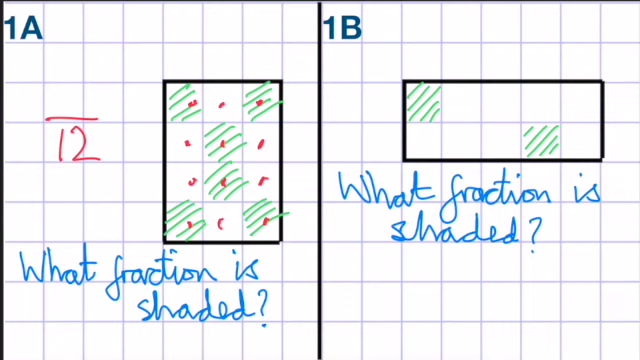 1A
12
What fraction is
shaded?
1B
What fraction is
shaded?